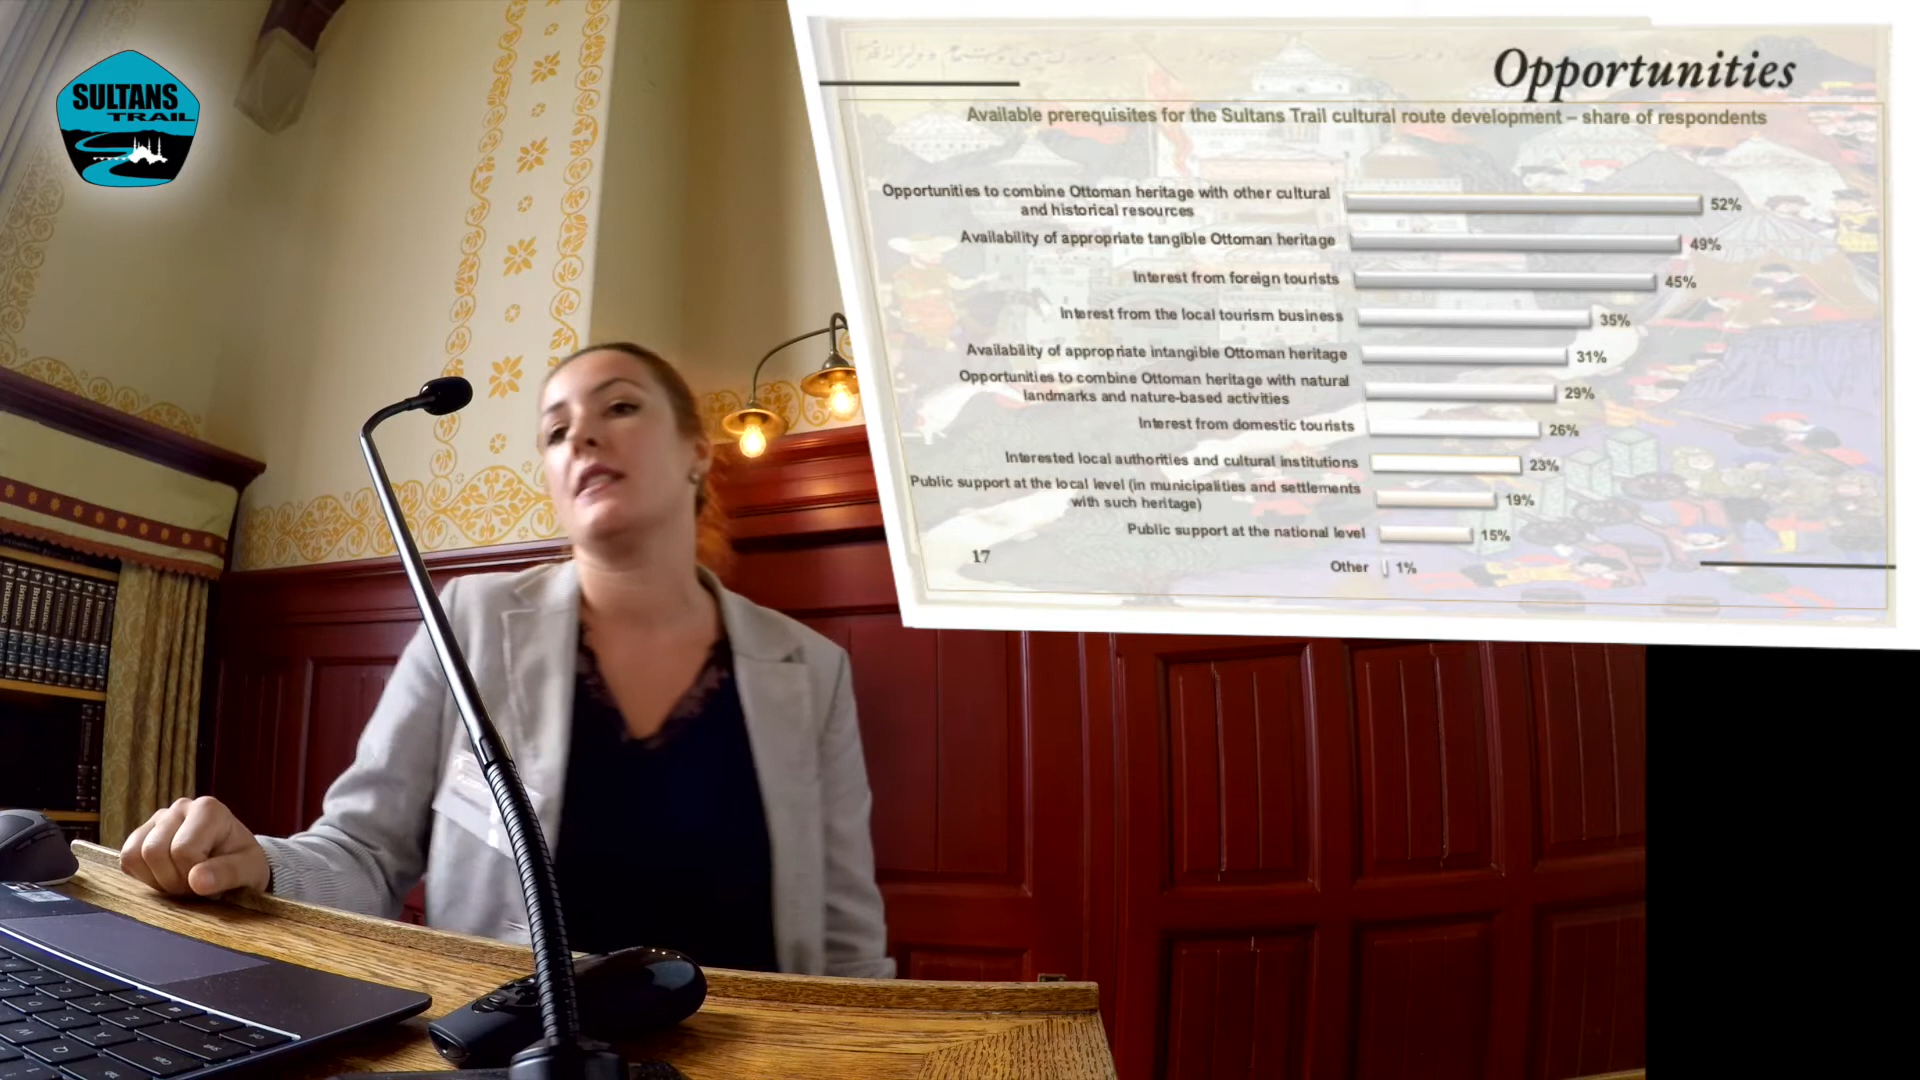 SULTANS
TRAIL
Opportunities
Available prerequisites for the Sultans Trail cultural route development – share of respondents
Opportunities to combine Ottoman heritage with other cultural
and historical resources
52%
Availability of appropriate tangible Ottoman heritage
49%
Interest from foreign tourists
45%
Interest from the local tourism business
35%
Availability of appropriate intangible Ottoman heritage
31%
Opportunities to combine Ottoman heritage with natural
landmarks and nature-based activities
29%
Interest from domestic tourists
26%
Interested local authorities and cultural institutions
23%
Public support at the local level (in municipalities and settlements
with such heritage)
19%
Public support at the national level
15%
Other
1%
17
Britannica
Britannica
Britannica